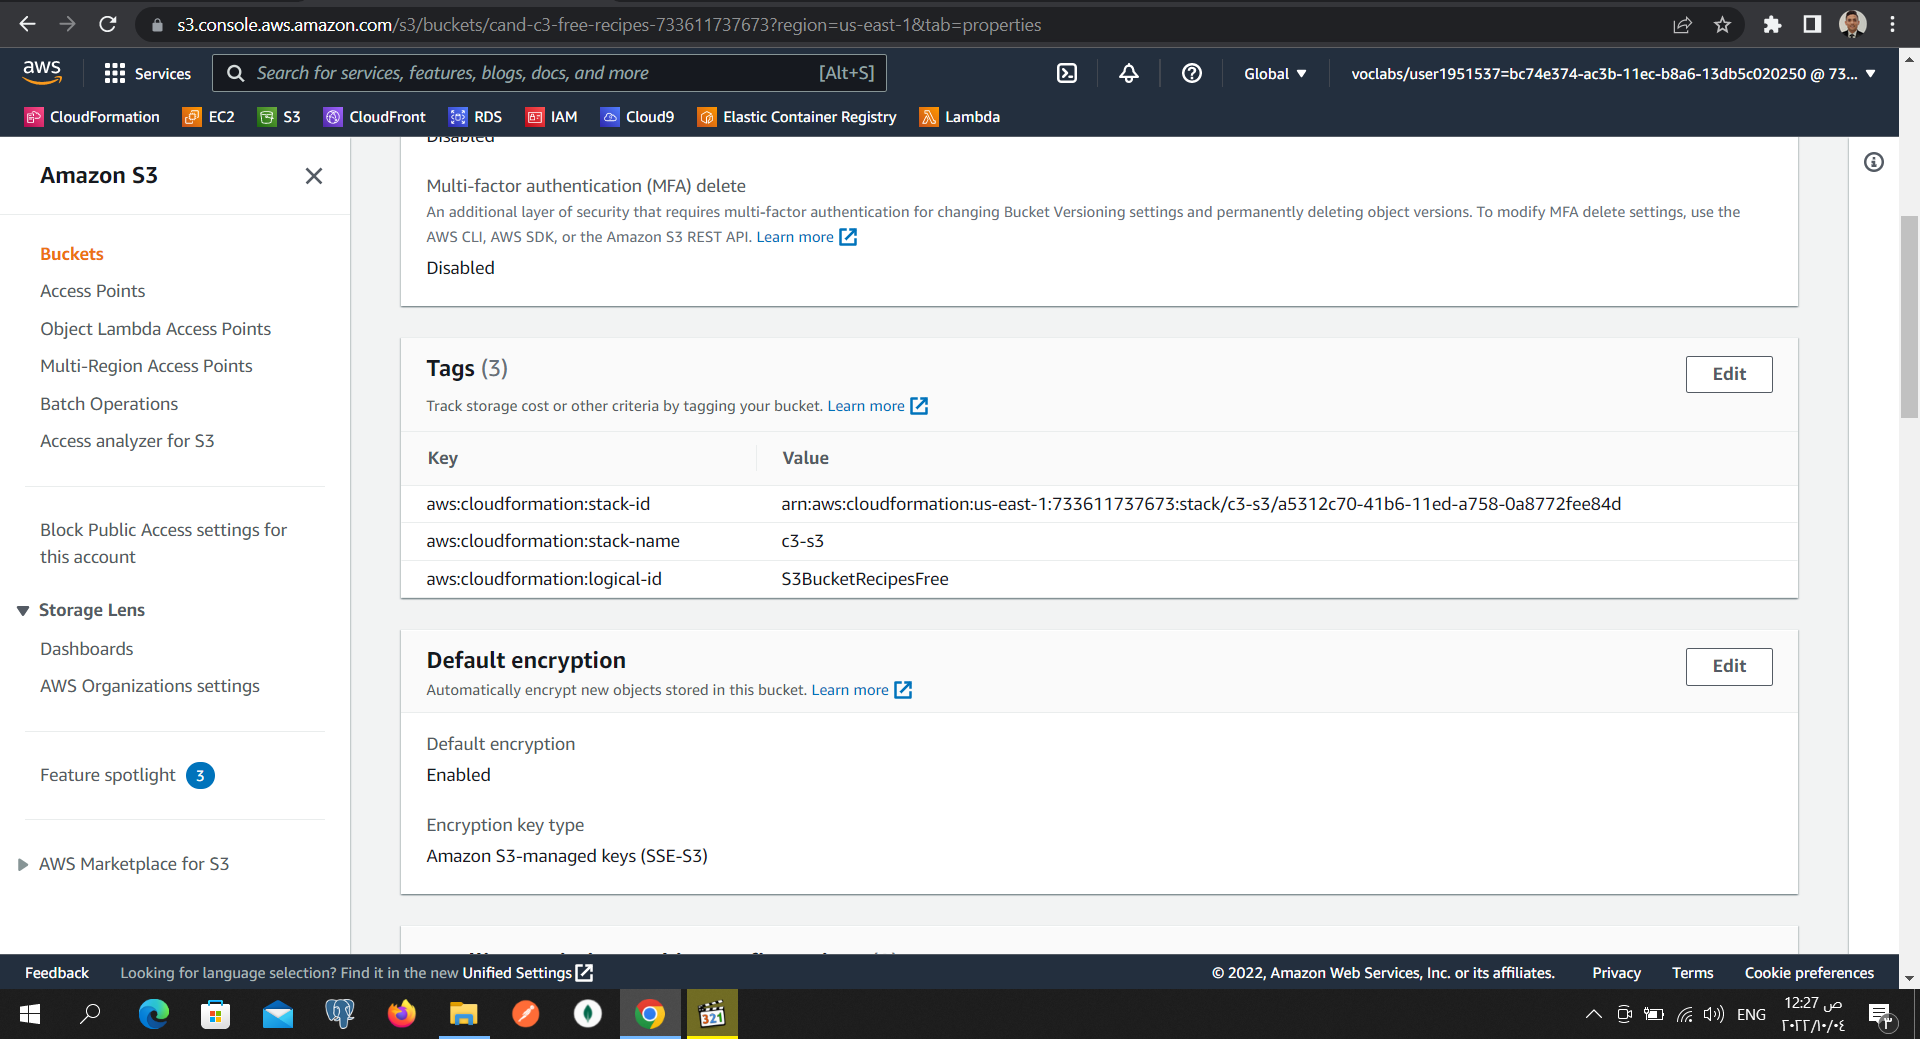 s3.console.aws.amazon.com/s3/buckets/cand-c3-free-recipes-733611737673?region=us-east-1&tab=properties
aws
Services
Search for services, features, blogs, docs, and more
[Alt+S]
Global
voclabs/user1951537=bc74e374-ac3b-11ec-b8a6-13db5c020250 @ 73...
CloudFormation
EC2
S3
CloudFront
RDS
IAM
Cloud9
Elastic Container Registry
Lambda
Amazon S3
Buckets
Access Points
Object Lambda Access Points
Multi-Region Access Points
Batch Operations
Access analyzer for S3
Block Public Access settings for
this account
Storage Lens
Dashboards
AWS Organizations settings
Feature spotlight 3
AWS Marketplace for S3
Disabled
Multi-factor authentication (MFA) delete
An additional layer of security that requires multi-factor authentication for changing Bucket Versioning settings and permanently deleting object versions. To modify MFA delete settings, use the
AWS CLI, AWS SDK, or the Amazon S3 REST API. Learn more
Disabled
Tags (3)
Edit
Track storage cost or other criteria by tagging your bucket. Learn more
Key Value
aws:cloudformation:stack-id arn:aws:cloudformation:us-east-1:733611737673:stack/c3-s3/a5312c70-41b6-11ed-a758-0a8772fee84d
aws:cloudformation:stack-name c3-s3
aws:cloudformation:logical-id S3BucketRecipesFree
Default encryption
Edit
Automatically encrypt new objects stored in this bucket. Learn more
Default encryption
Enabled
Encryption key type
Amazon S3-managed keys (SSE-S3)
Feedback
Looking for language selection? Find it in the new Unified Settings
© 2022, Amazon Web Services, Inc. or its affiliates.
Privacy
Terms
Cookie preferences
321
ENG
12:27 ص
٢٠٢٢/١٠/٠٤
٣